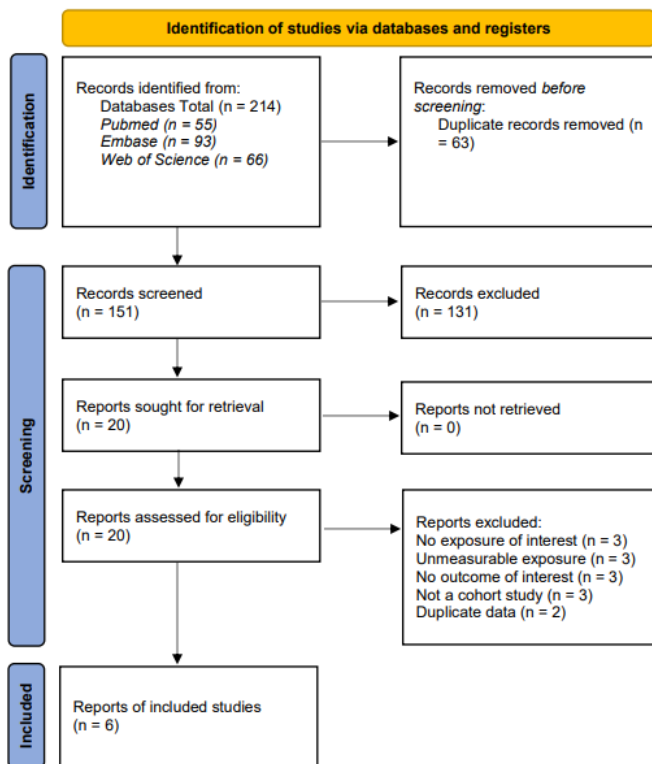 Identification of studies via databases and registers
Identification
Records identified from:
Databases Total (n = 214)
Pubmed (n = 55)
Embase (n = 93)
Web of Science (n = 66)
Records removed before
screening:
Duplicate records removed (n
= 63)
Screening
Records screened
(n = 151)
Records excluded
(n = 131)
Reports sought for retrieval
(n = 20)
Reports not retrieved
(n = 0)
Reports assessed for eligibility
(n = 20)
Reports excluded:
No exposure of interest (n = 3)
Unmeasurable exposure (n = 3)
No outcome of interest (n = 3)
Not a cohort study (n = 3)
Duplicate data (n = 2)
Included
Reports of included studies
(n = 6)